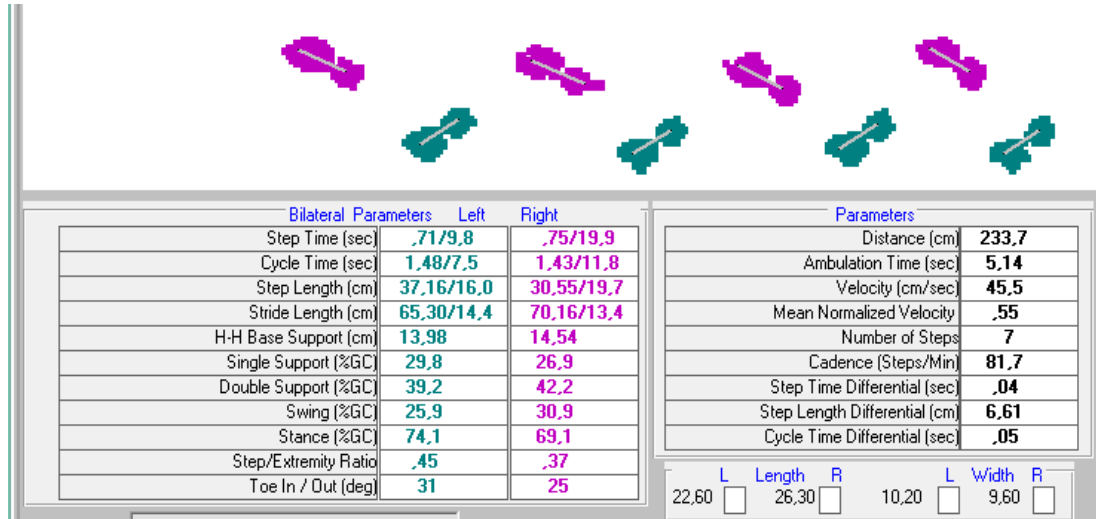 Bilateral Parameters Left Right
Step Time (sec) ,71/9,8 ,75/19,9
Cycle Time (sec) 1,48/7,5 1,43/11,8
Step Length (cm) 37,16/16,0 30,55/19,7
Stride Length (cm) 65,30/14,4 70,16/13,4
H-H Base Support (cm) 13,98 14,54
Single Support (%GC) 29,8 26,9
Double Support (%GC) 39,2 42,2
Swing (%GC) 25,9 30,9
Stance (%GC) 74,1 69,1
Step/Extremity Ratio ,45 ,37
Toe In / Out (deg) 31 25
Parameters
Distance (cm) 233,7
Ambulation Time (sec) 5,14
Velocity (cm/sec) 45,5
Mean Normalized Velocity ,55
Number of Steps 7
Cadence (Steps/Min) 81,7
Step Time Differential (sec) ,04
Step Length Differential (cm) 6,61
Cycle Time Differential (sec) ,05
L Length R L Width R
22,60 26,30 10,20 9,60